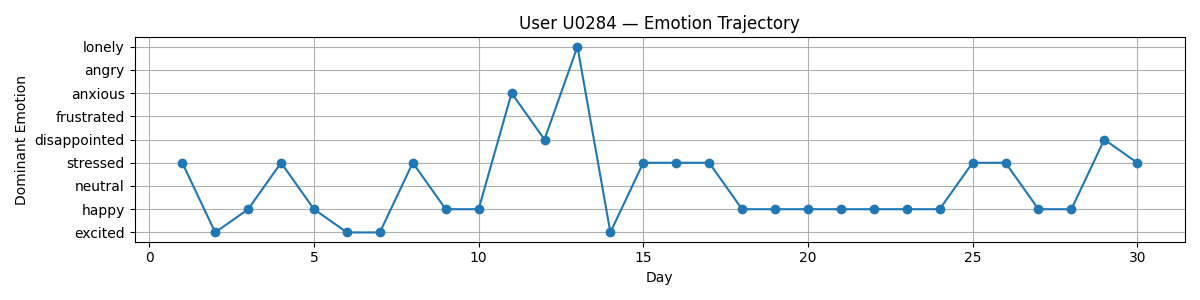 User U0284 — Emotion Trajectory
Dominant Emotion
lonely
angry
anxious
frustrated
disappointed
stressed
neutral
happy
excited
0 5 10 15 20 25 30
Day